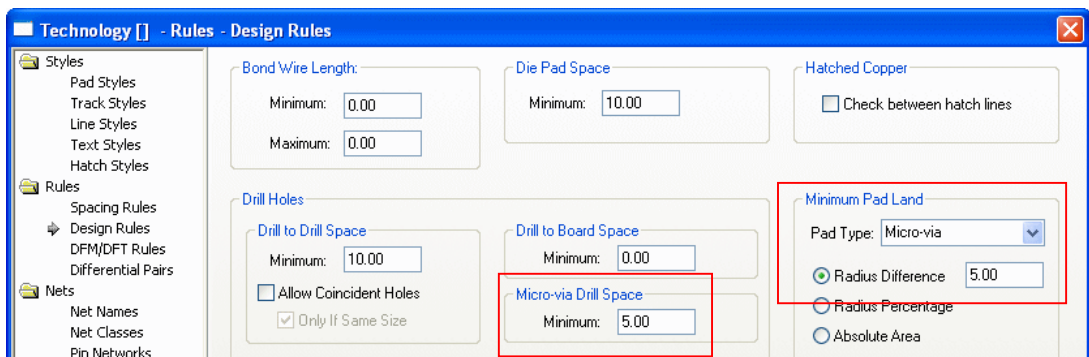 Technology [] - Rules - Design Rules
Styles
Pad Styles
Track Styles
Line Styles
Text Styles
Hatch Styles
Rules
Spacing Rules
Design Rules
DFM/DFT Rules
Differential Pairs
Nets
Net Names
Net Classes
Pin Networks
Bond Wire Length:
Minimum: 0.00
Maximum: 0.00
Die Pad Space
Minimum: 10.00
Hatched Copper
Check between hatch lines
Drill Holes
Drill to Drill Space
Minimum: 10.00
Allow Coincident Holes
Only If Same Size
Drill to Board Space
Minimum: 0.00
Micro-via Drill Space
Minimum: 5.00
Minimum Pad Land
Pad Type: Micro-via
Radius Difference 5.00
Radius Percentage
Absolute Area